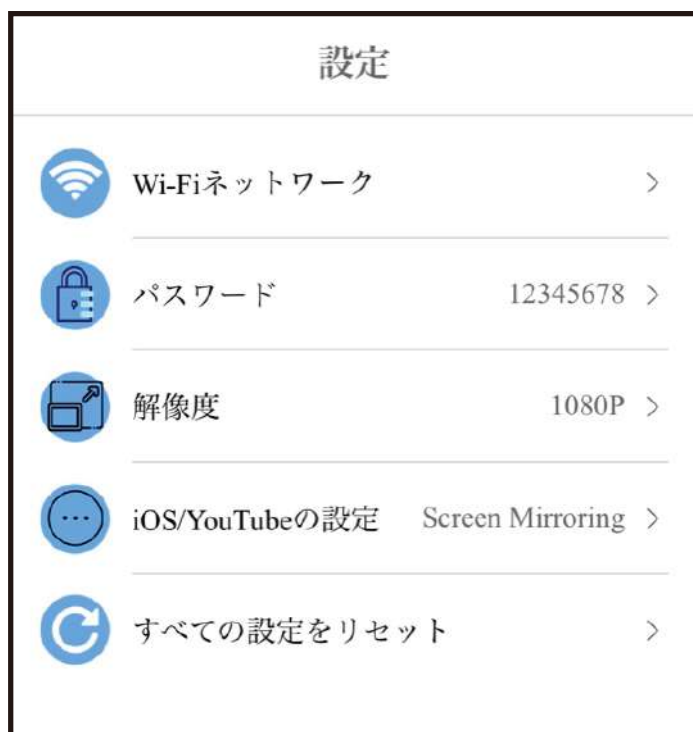 設定
Wi-Fiネットワーク
パスワード 12345678
解像度 1080P
iOS/YouTubeの設定 Screen Mirroring
すべての設定をリセット